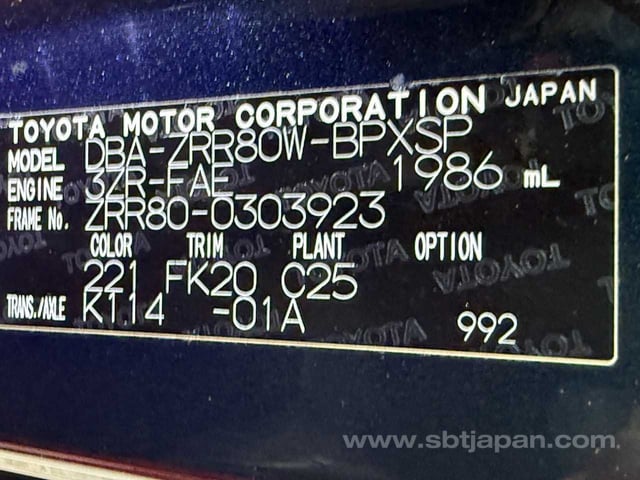 TOYOTA MOTOR CORPORATION JAPAN
MODEL DBA-ZRR80W-BPXSP
ENGINE 3ZR-FAE 1986 mL
FRAME No. ZRR80-0303923
COLOR TRIM PLANT OPTION
221 FK20 C25
TRANS./AXLE K114 -01A 992
www.sbtjapan.com